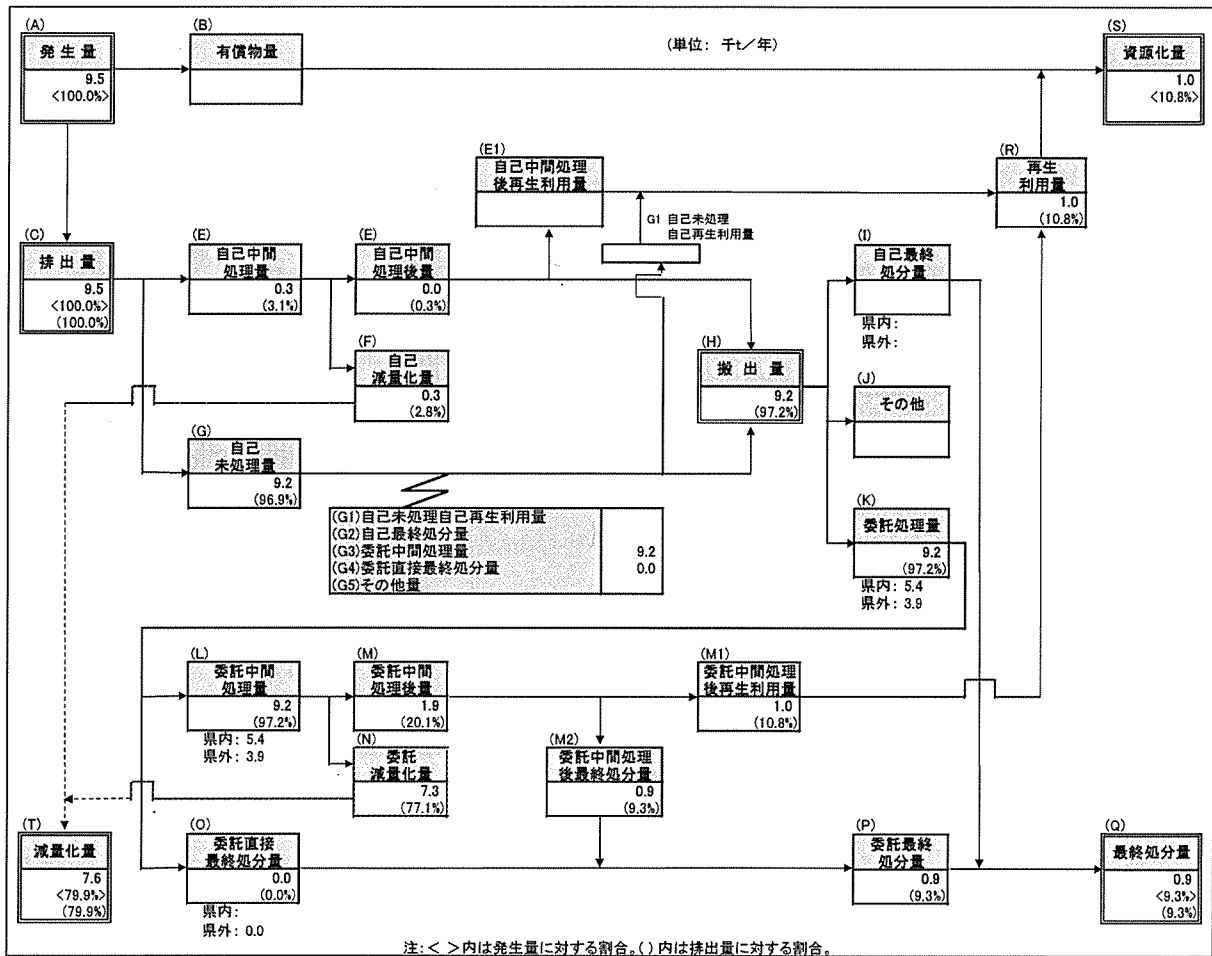 (A)
発生量
9.5
<100.0%>
(B)
有償物量
(単位: 千t/年)
(S)
資源化量
1.0
<10.8%>
(E1)
自己中間処理
後再生利用量
(R)
再生
利用量
1.0
(10.8%)
G1 自己未処理
自己再生利用量
(C)
排出量
9.5
<100.0%>
(100.0%)
(E)
自己中間
処理量
0.3
(3.1%)
(E)
自己中間
処理後量
0.0
(0.3%)
(I)
自己最終
処分量
県内:
県外:
(F)
自己
減量化量
0.3
(2.8%)
(H)
搬出量
9.2
(97.2%)
(J)
その他
(G)
自己
未処理量
9.2
(96.9%)
(G1)自己未処理自己再生利用量
(G2)自己最終処分量
(G3)委託中間処理量 9.2
(G4)委託直接最終処分量 0.0
(G5)その他量
(K)
委託処理量
9.2
(97.2%)
県内: 5.4
県外: 3.9
(L)
委託中間
処理量
9.2
(97.2%)
県内: 5.4
県外: 3.9
(M)
委託中間
処理後量
1.9
(20.1%)
(M1)
委託中間処理
後再生利用量
1.0
(10.8%)
(N)
委託
減量化量
7.3
(77.1%)
(M2)
委託中間処理
後最終処分量
0.9
(9.3%)
(T)
減量化量
7.6
<79.9%>
(79.9%)
(O)
委託直接
最終処分量
0.0
(0.0%)
県内:
県外: 0.0
(P)
委託最終
処分量
0.9
(9.3%)
(Q)
最終処分量
0.9
<9.3%>
(9.3%)
注:< >内は発生量に対する割合。( )内は排出量に対する割合。